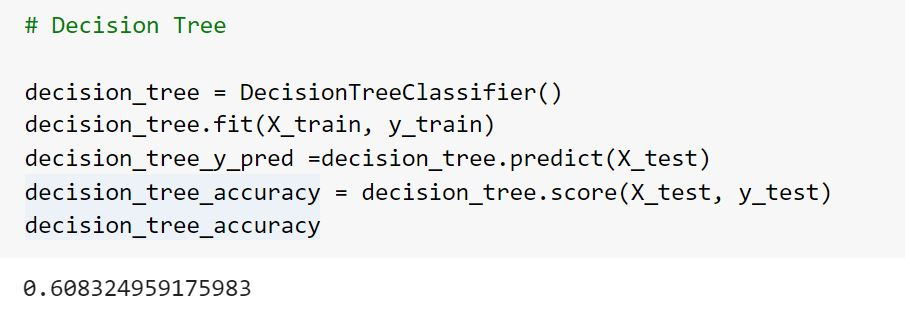 # Decision Tree
decision_tree = DecisionTreeClassifier()
decision_tree.fit(X_train, y_train)
decision_tree_y_pred =decision_tree.predict(X_test)
decision_tree_accuracy = decision_tree.score(X_test, y_test)
decision_tree_accuracy
0.608324959175983